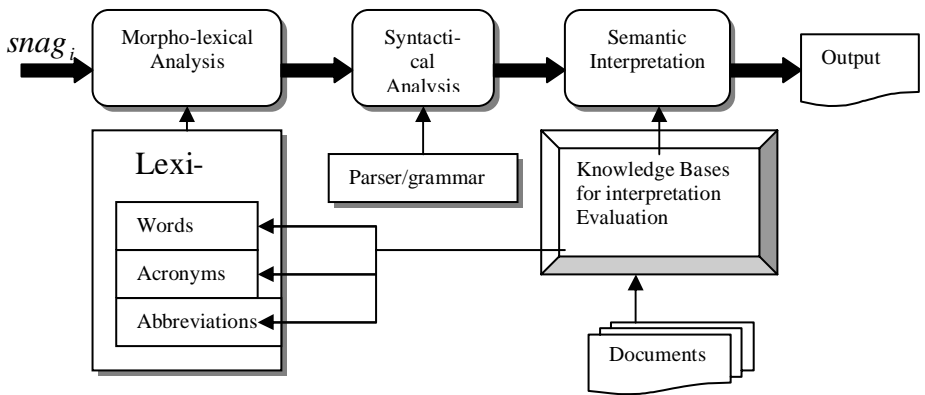 snag i
Morpho-lexical
Analysis
Syntacti-
cal
Analysis
Semantic
Interpretation
Output
Lexi-
Words
Acronyms
Abbreviations
Parser/grammar
Knowledge Bases
for interpretation
Evaluation
Documents